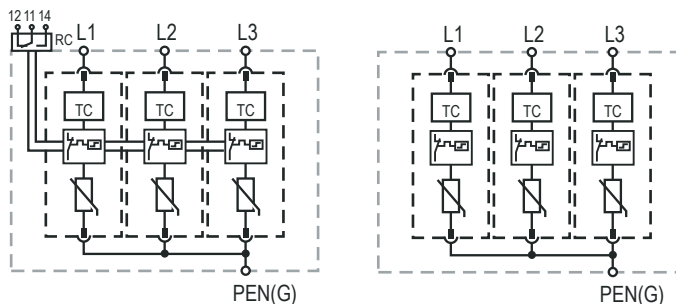 12 11 14
RC
L1 L2 L3
TC TC TC
PEN(G)
L1 L2 L3
TC TC TC
PEN(G)